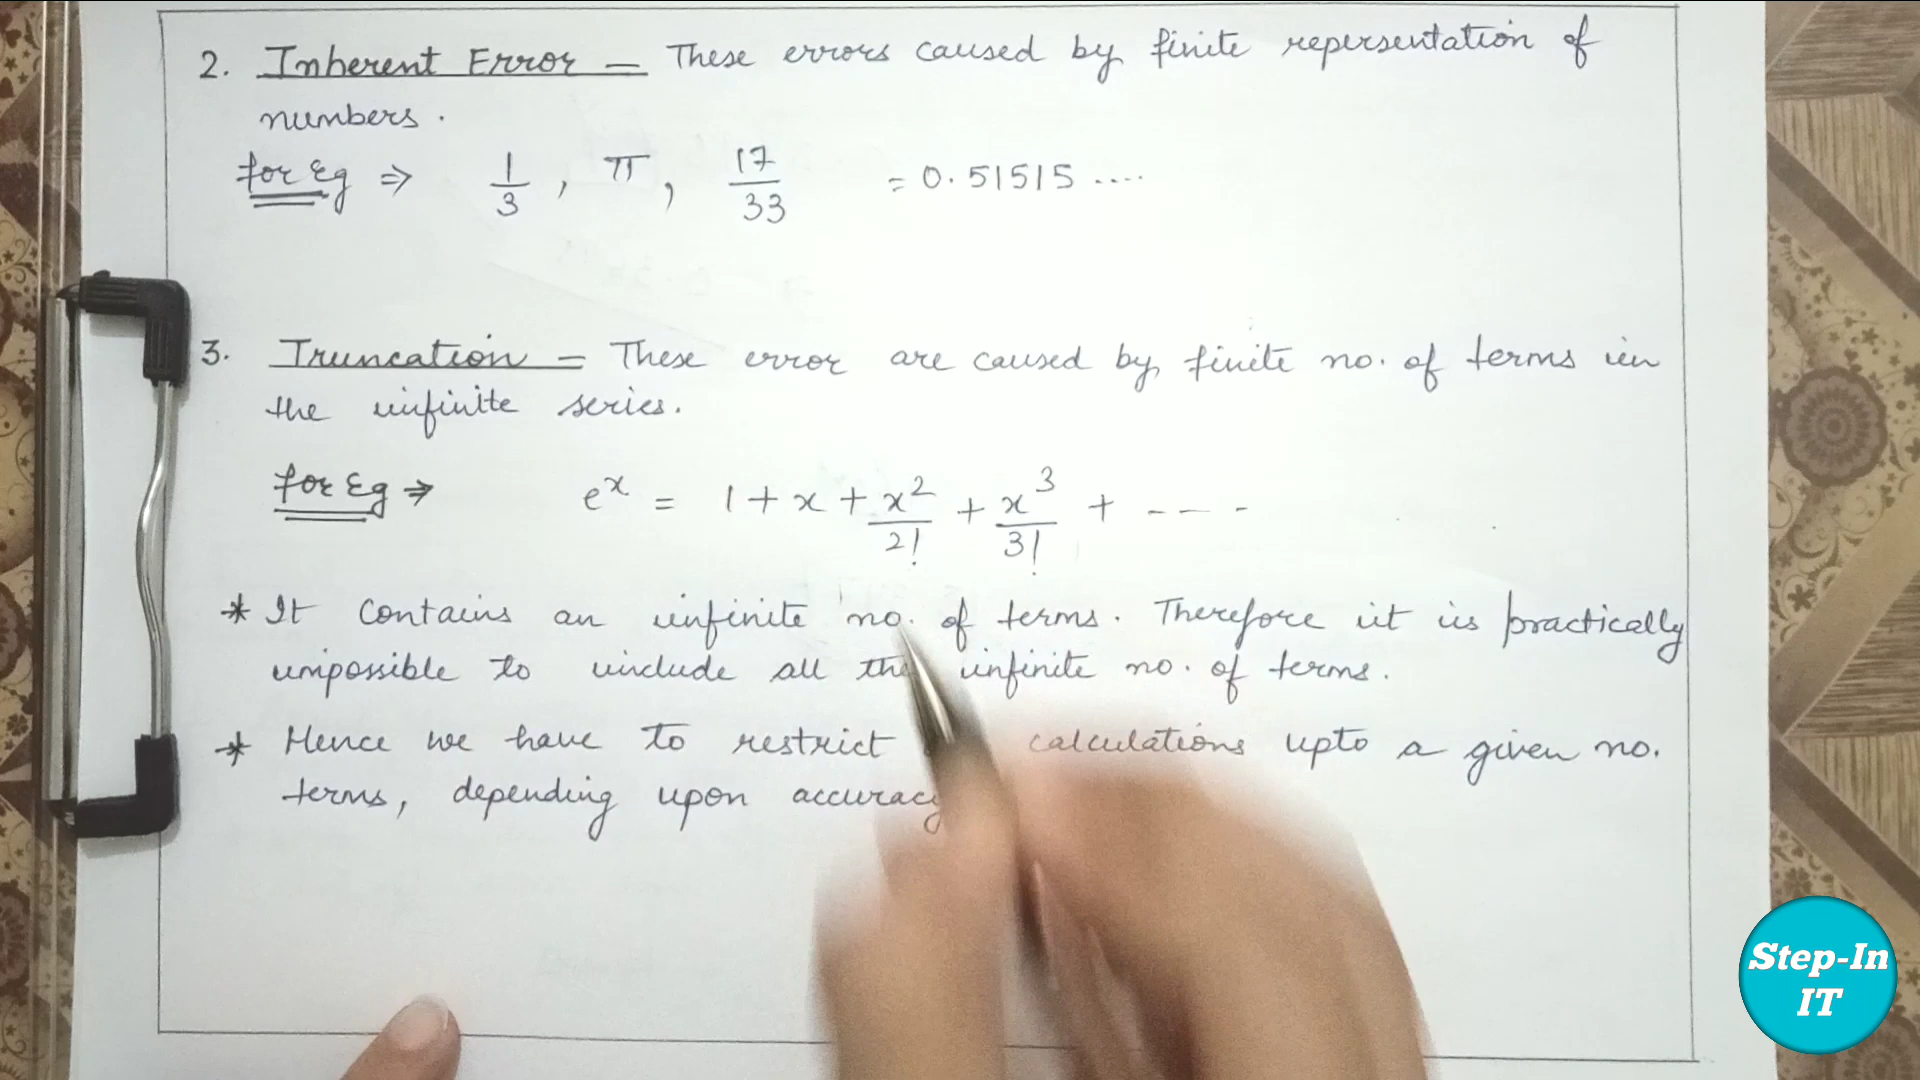 2. Inherent Error – These errors caused by finite repersentation of
numbers.
for Eg ⇒ 1/3 , π , 17/33 = 0.51515 ....
3. Truncation – These error are caused by finite no. of terms in
the infinite series.
for Eg ⇒ e^x = 1 + x + x^2/2! + x^3/3! + ----
* It contains an infinite no. of terms. Therefore it is practically
impossible to include all the infinite no. of terms.
* Hence we have to restrict calculations upto a given no.
terms, depending upon accuracy
Step-In
IT